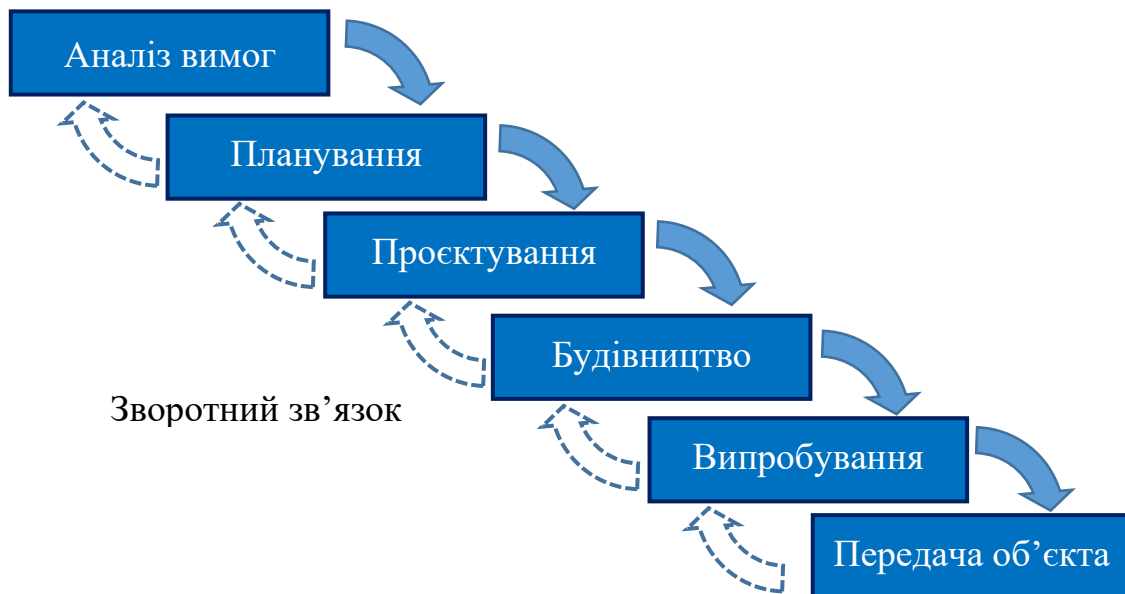 Аналіз вимог
Планування
Проєктування
Будівництво
Зворотний зв’язок
Випробування
Передача об’єкта